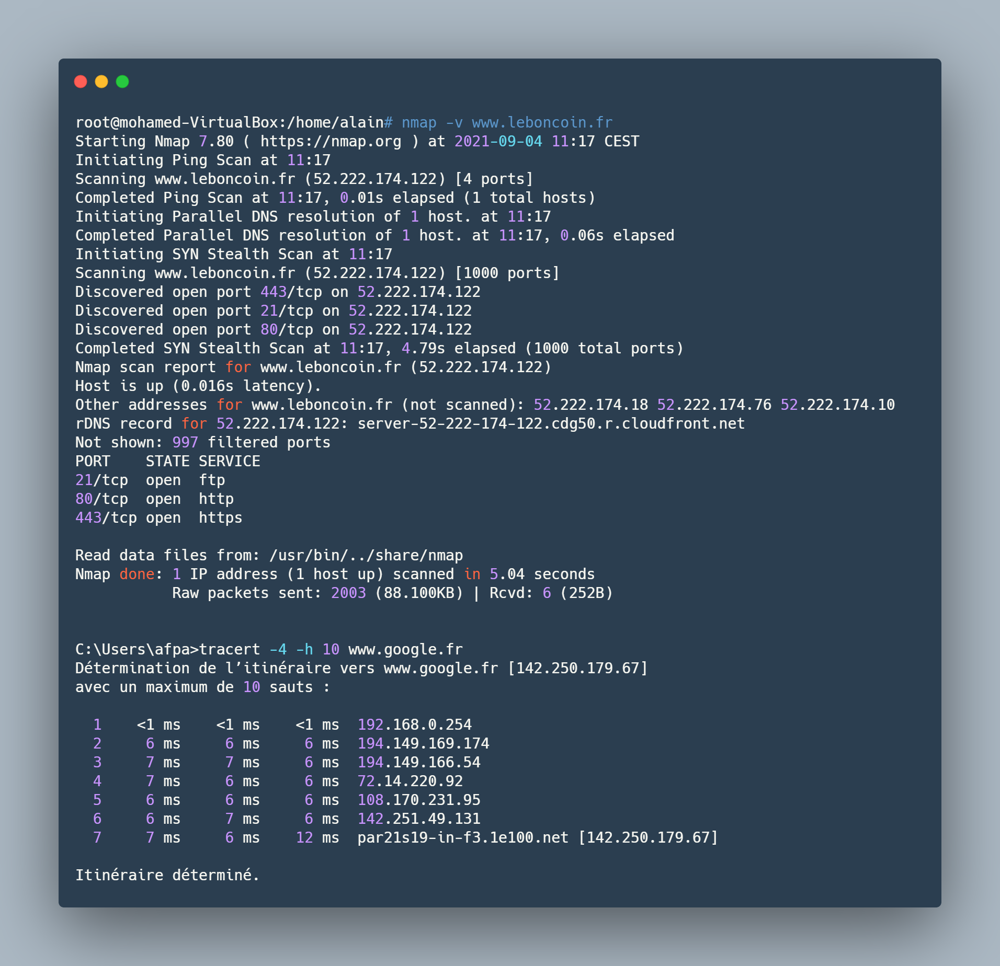 root@mohamed-VirtualBox:/home/alain# nmap -v www.leboncoin.fr
Starting Nmap 7.80 ( https://nmap.org ) at 2021-09-04 11:17 CEST
Initiating Ping Scan at 11:17
Scanning www.leboncoin.fr (52.222.174.122) [4 ports]
Completed Ping Scan at 11:17, 0.01s elapsed (1 total hosts)
Initiating Parallel DNS resolution of 1 host. at 11:17
Completed Parallel DNS resolution of 1 host. at 11:17, 0.06s elapsed
Initiating SYN Stealth Scan at 11:17
Scanning www.leboncoin.fr (52.222.174.122) [1000 ports]
Discovered open port 443/tcp on 52.222.174.122
Discovered open port 21/tcp on 52.222.174.122
Discovered open port 80/tcp on 52.222.174.122
Completed SYN Stealth Scan at 11:17, 4.79s elapsed (1000 total ports)
Nmap scan report for www.leboncoin.fr (52.222.174.122)
Host is up (0.016s latency).
Other addresses for www.leboncoin.fr (not scanned): 52.222.174.18 52.222.174.76 52.222.174.10
rDNS record for 52.222.174.122: server-52-222-174-122.cdg50.r.cloudfront.net
Not shown: 997 filtered ports
PORT    STATE SERVICE
21/tcp  open  ftp
80/tcp  open  http
443/tcp open  https
Read data files from: /usr/bin/../share/nmap
Nmap done: 1 IP address (1 host up) scanned in 5.04 seconds
           Raw packets sent: 2003 (88.100KB) | Rcvd: 6 (252B)
C:\Users\afpa>tracert -4 -h 10 www.google.fr
Détermination de l’itinéraire vers www.google.fr [142.250.179.67]
avec un maximum de 10 sauts :
  1    <1 ms    <1 ms    <1 ms  192.168.0.254
  2     6 ms     6 ms     6 ms  194.149.169.174
  3     7 ms     7 ms     6 ms  194.149.166.54
  4     7 ms     6 ms     6 ms  72.14.220.92
  5     6 ms     6 ms     6 ms  108.170.231.95
  6     6 ms     7 ms     6 ms  142.251.49.131
  7     7 ms     6 ms    12 ms  par21s19-in-f3.1e100.net [142.250.179.67]
Itinéraire déterminé.